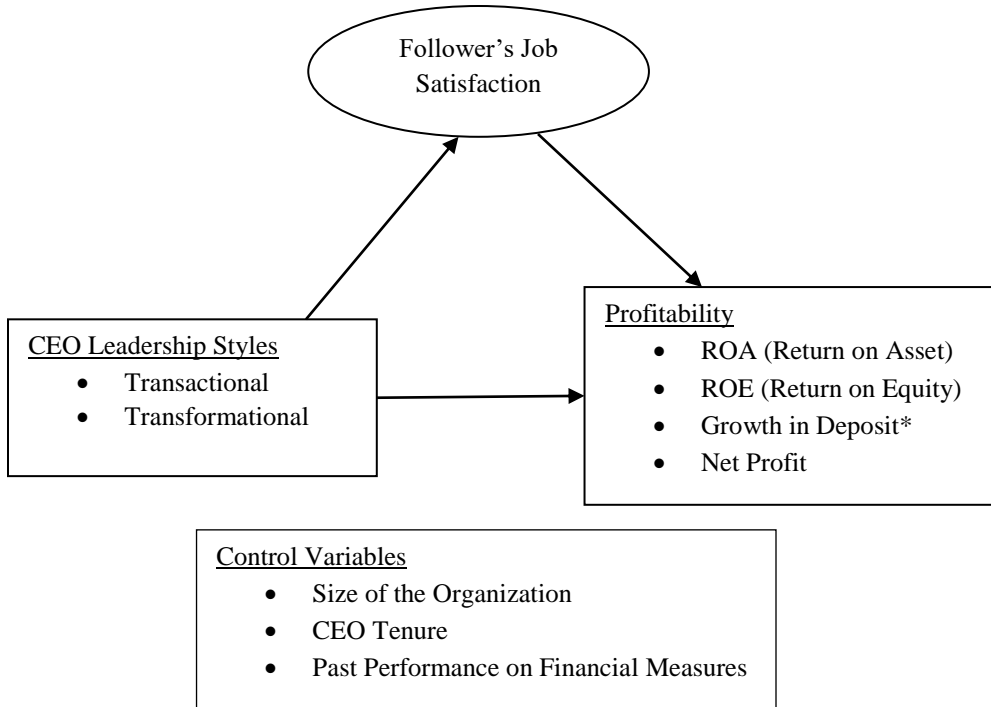 Follower’s Job
Satisfaction
CEO Leadership Styles
• Transactional
• Transformational
Profitability
• ROA (Return on Asset)
• ROE (Return on Equity)
• Growth in Deposit*
• Net Profit
Control Variables
• Size of the Organization
• CEO Tenure
• Past Performance on Financial Measures